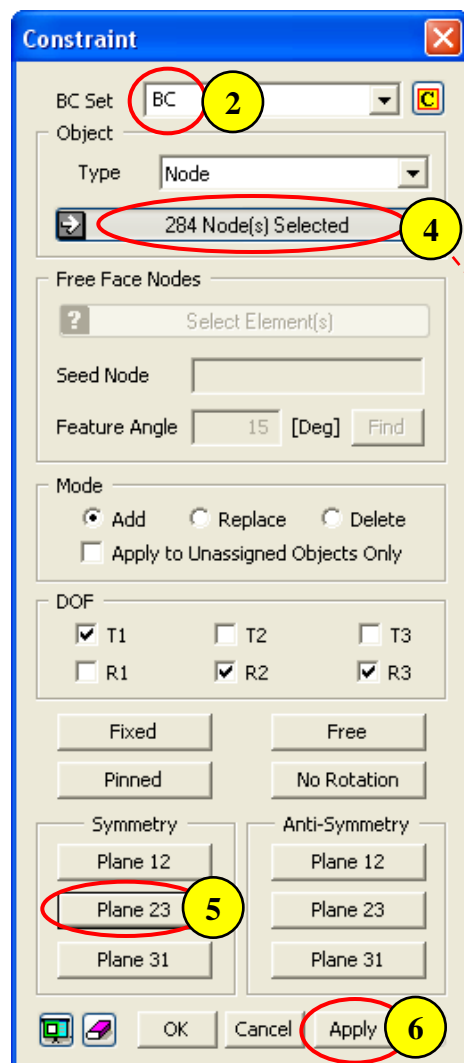 Constraint
BC Set BC 2 C
Object
Type Node
284 Node(s) Selected 4
Free Face Nodes
? Select Element(s)
Seed Node
Feature Angle 15 [Deg] Find
Mode
Add Replace Delete
Apply to Unassigned Objects Only
DOF
T1 T2 T3
R1 R2 R3
Fixed Free
Pinned No Rotation
Symmetry Anti-Symmetry
Plane 12 Plane 12
Plane 23 5 Plane 23
Plane 31 Plane 31
OK Cancel Apply 6